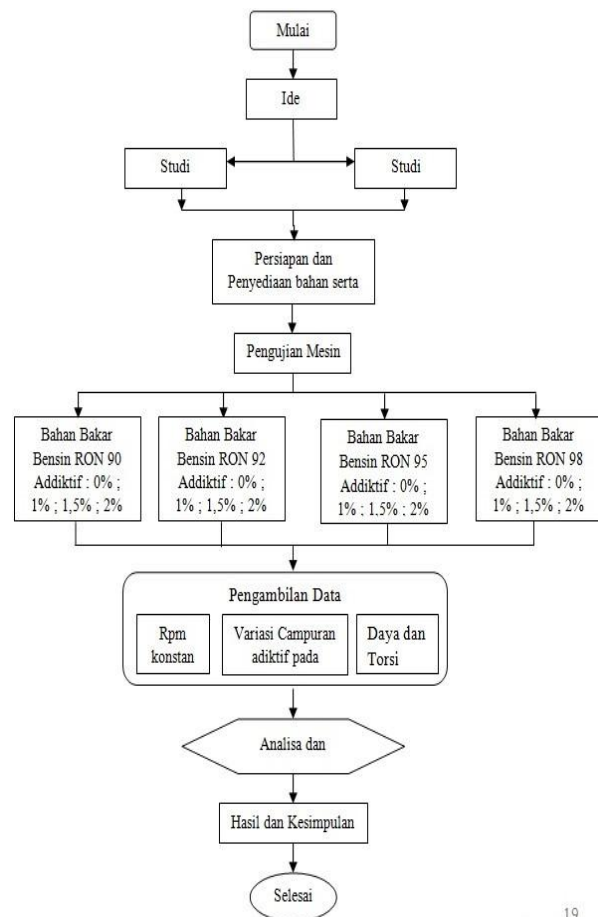 Mulai
Ide
Studi
Studi
Persiapan dan
Penyediaan bahan serta
Pengujian Mesin
Bahan Bakar
Bensin RON 90
Addiktif : 0% ;
1% ; 1,5% ; 2%
Bahan Bakar
Bensin RON 92
Addiktif : 0% ;
1% ; 1,5% ; 2%
Bahan Bakar
Bensin RON 95
Addiktif : 0% ;
1% ; 1,5% ; 2%
Bahan Bakar
Bensin RON 98
Addiktif : 0% ;
1% ; 1,5% ; 2%
Pengambilan Data
Rpm
konstan
Variasi Campuran
adiktif pada
Daya dan
Torsi
Analisa dan
Hasil dan Kesimpulan
Selesai
19